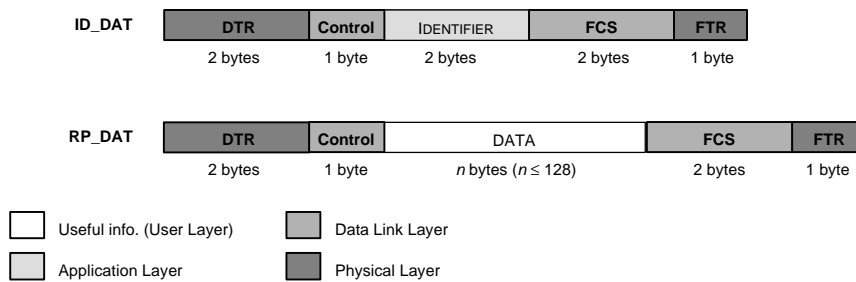 ID_DAT DTR Control IDENTIFIER FCS FTR
2 bytes 1 byte 2 bytes 2 bytes 1 byte
RP_DAT DTR Control DATA FCS FTR
2 bytes 1 byte n bytes (n ≤ 128) 2 bytes 1 byte
Useful info. (User Layer) Data Link Layer
Application Layer Physical Layer